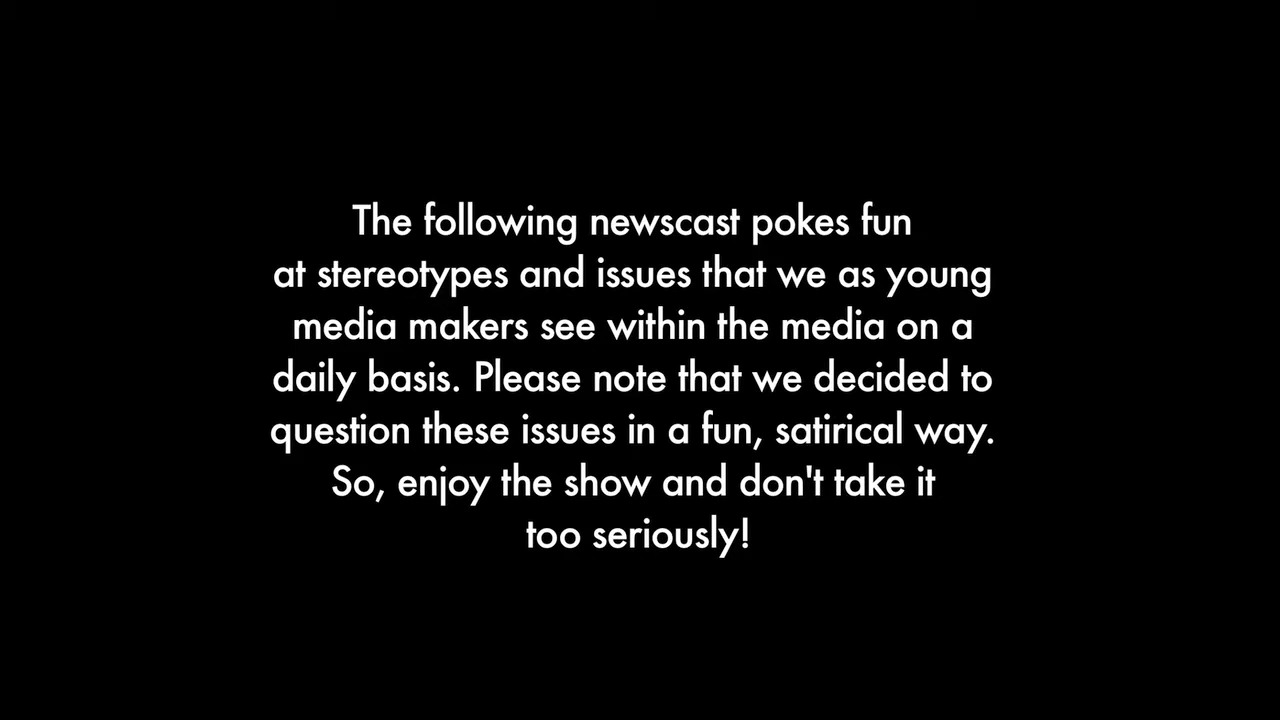 The following newscast pokes fun
at stereotypes and issues that we as young
media makers see within the media on a
daily basis. Please note that we decided to
question these issues in a fun, satirical way.
So, enjoy the show and don't take it
too seriously!